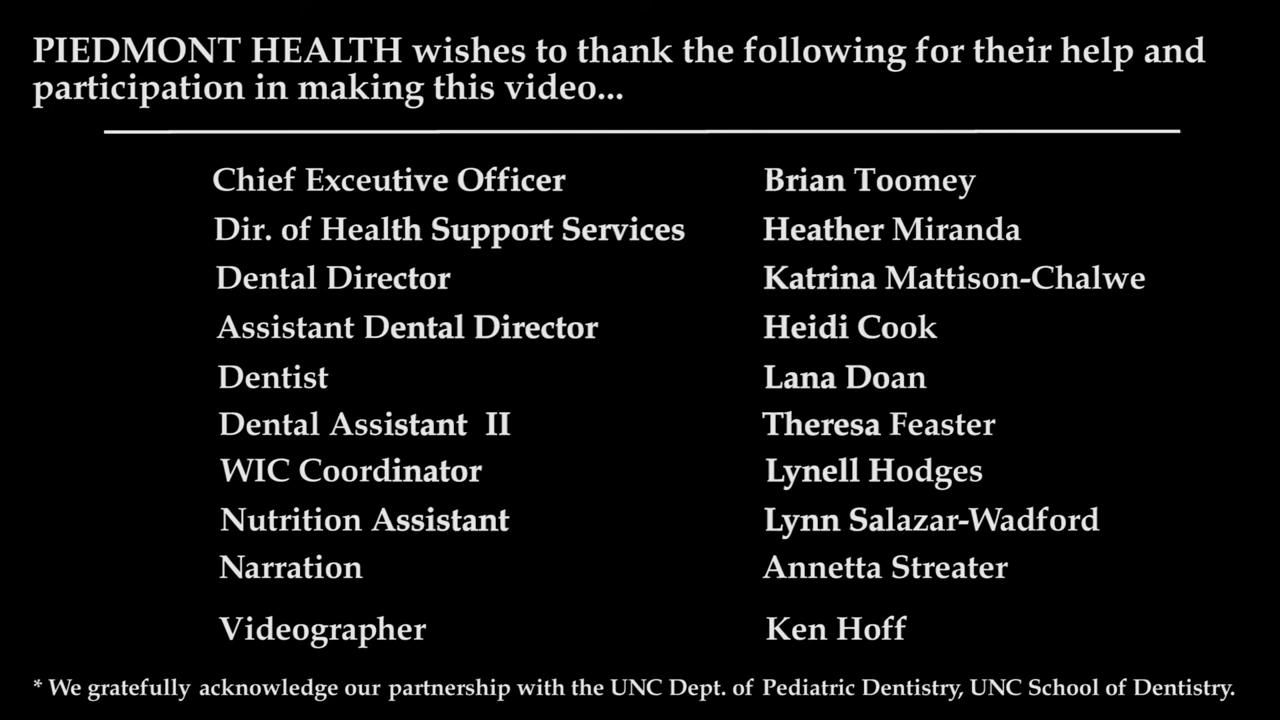 PIEDMONT HEALTH wishes to thank the following for their help and
participation in making this video...
Chief Exceutive Officer Brian Toomey
Dir. of Health Support Services Heather Miranda
Dental Director Katrina Mattison-Chalwe
Assistant Dental Director Heidi Cook
Dentist Lana Doan
Dental Assistant II Theresa Feaster
WIC Coordinator Lynell Hodges
Nutrition Assistant Lynn Salazar-Wadford
Narration Annetta Streater
Videographer Ken Hoff
* We gratefully acknowledge our partnership with the UNC Dept. of Pediatric Dentistry, UNC School of Dentistry.